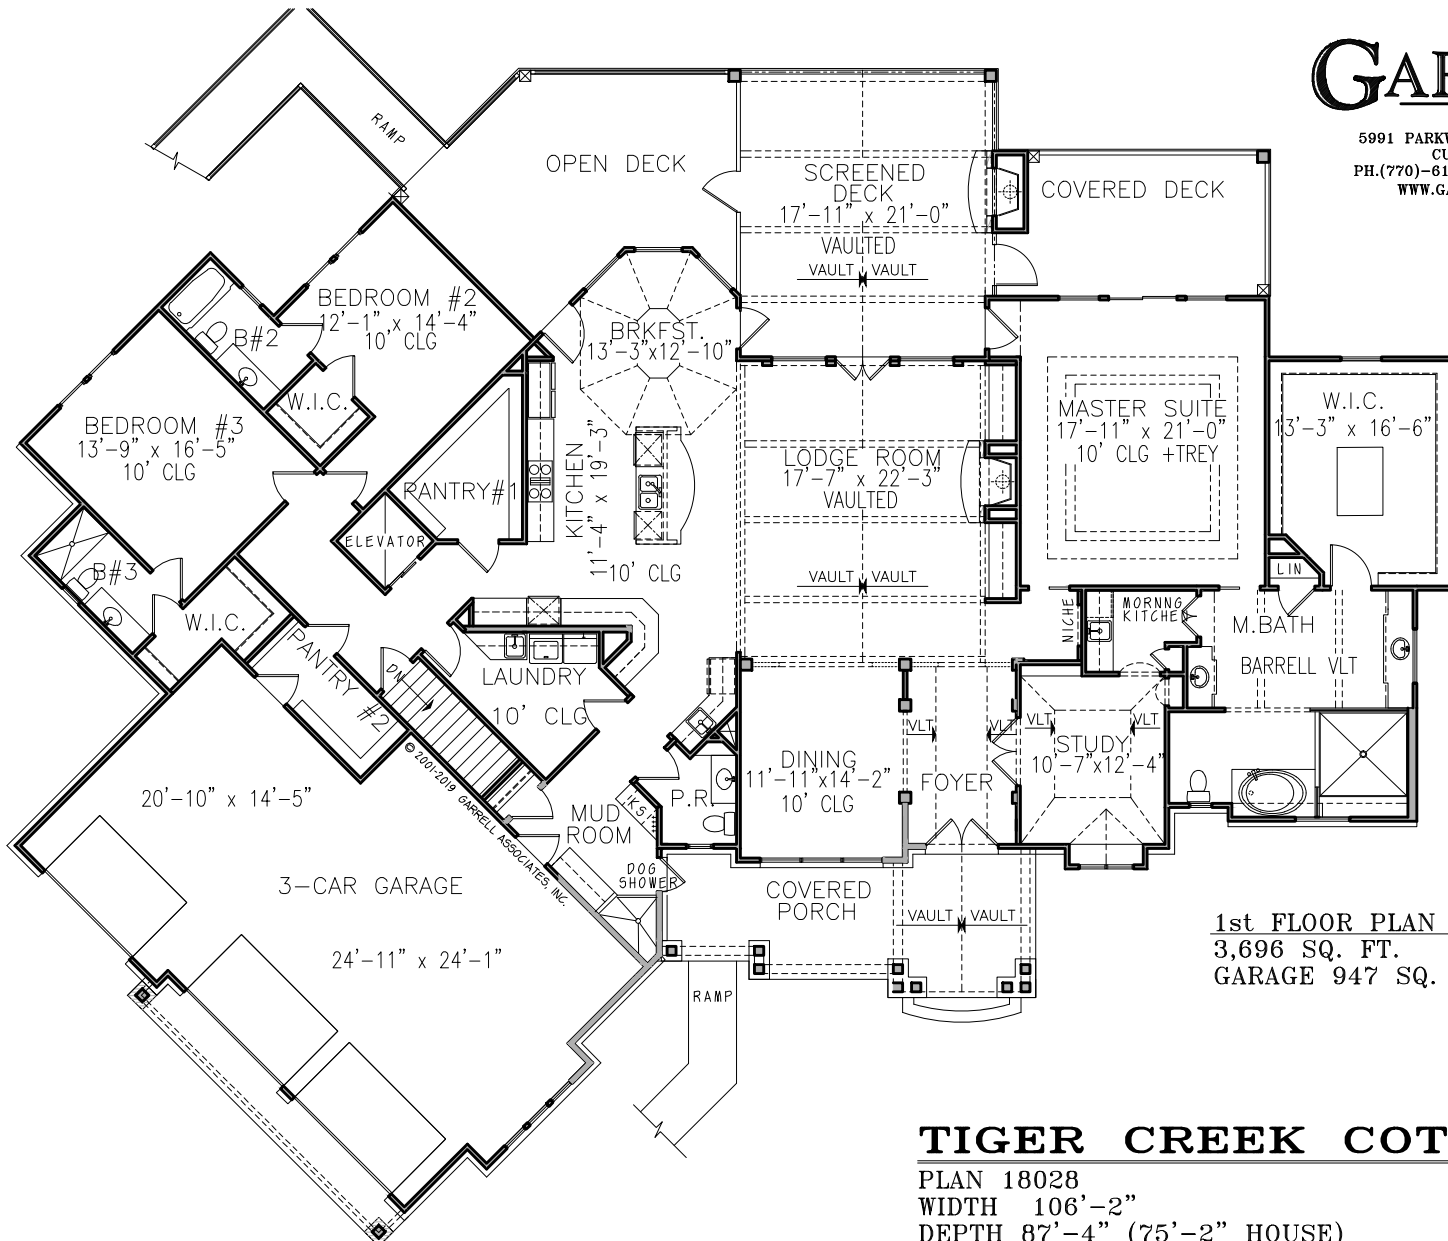 RAMP
OPEN DECK
SCREENED
DECK
17'-11" x 21'-0"
VAULTED
VAULT VAULT
COVERED DECK
5991
PH.(770)-61
BEDROOM #2
12'-1" x 14'-4"
10' CLG
B#2
W.I.C.
BRKFST.
13'-3"x12'-10"
BEDROOM #3
13'-9" x 16'-5"
10' CLG
MASTER SUITE
17'-11" x 21'-0"
10' CLG +TREY
W.I.C.
13'-3" x 16'-6"
LODGE ROOM
17'-7" x 22'-3"
VAULTED
KITCHEN
11'-4" x 19'-3"
10' CLG
PANTRY#1
ELEVATOR
VAULT VAULT
B#3
W.I.C.
LIN
NICHE
MORNNG
KITCHE
M.BATH
BARRELL VLT
PANTRY
#2
DN
LAUNDRY
10' CLG
VLT
VLT
VLT
VLT
STUDY
10'-7"x12'-4"
DINING
11'-11"x14'-2"
10' CLG
FOYER
P.R.
© 2001-2019 GARRELL ASSOCIATES, INC.
20'-10" x 14'-5"
MUD
ROOM
DOG
SHOWER
3-CAR GARAGE
24'-11" x 24'-1"
COVERED
PORCH
VAULT VAULT
RAMP
1st FLOOR PLAN
3,696 SQ. FT.
GARAGE 947 SQ.
TIGER CREEK COT
PLAN 18028
WIDTH 106'-2"
DEPTH 87'-4" (75'-2" HOUSE)